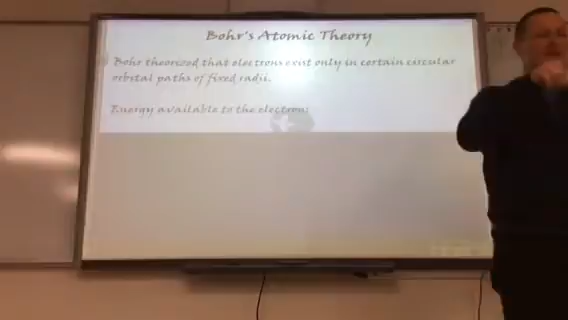 Bohr's Atomic Theory
Bohr theorized that electrons exist only in certain circular
orbital paths of fixed radii.
Energy available to the electron: